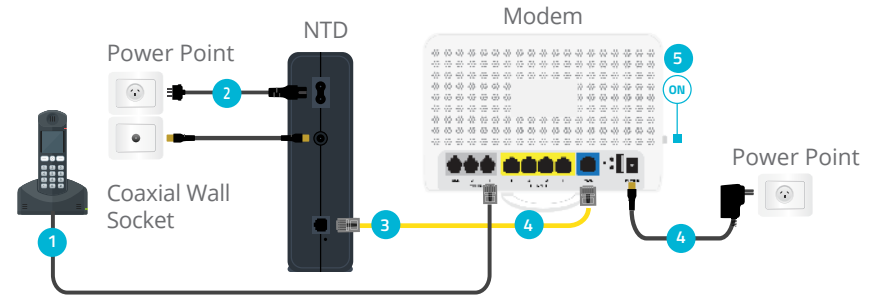 Modem
NTD
Power Point
5
ON
2
Power Point
Coaxial Wall
Socket
1
3
4
4